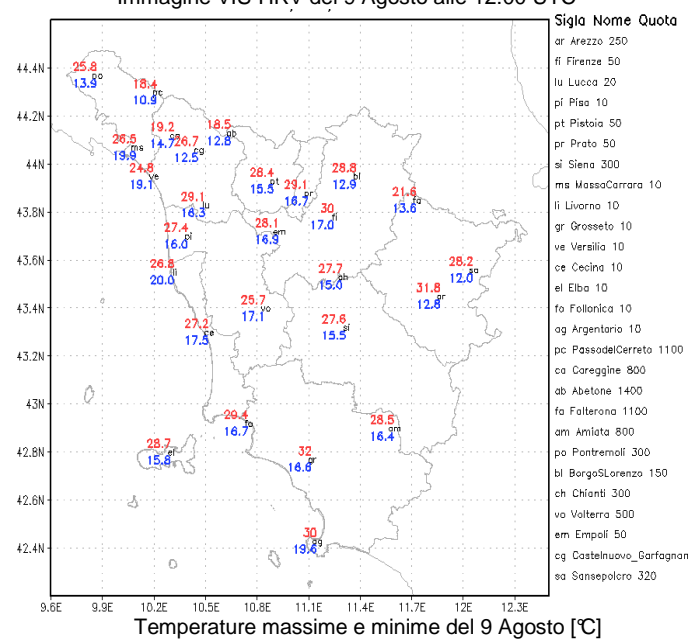 Immagine VIS HRV del 9 Agosto alle 12:00 UTC
Sigla Nome Quota
ar Arezzo 250
fi Firenze 50
lu Lucca 20
pi Pisa 10
pt Pistoia 50
pr Prato 50
si Siena 300
ms MassaCarrara 10
li Livorno 10
gr Grosseto 10
ve Versilia 10
ce Cecina 10
el Elba 10
fo Follonica 10
ag Argentario 10
pc PassodelCerreto 1100
ca Careggine 800
ab Abetone 1400
fa Falterona 1100
am Amiata 800
po Pontremoli 300
bl BorgoSLorenzo 150
ch Chianti 300
vo Volterra 500
em Empoli 50
cg Castelnuovo_Garfagnan
sa Sansepolcro 320
44.4N
44.2N
44N
43.8N
43.6N
43.4N
43.2N
43N
42.8N
42.6N
42.4N
25.8
po
13.9
18.4
pc
10.9
19.2
ca
14.7
18.5
ab
12.8
26.5
ms
19.9
26.7
cg
12.5
24.8
ve
19.1
28.4
pt
15.5
29.1
pr
16.7
28.8
bl
12.9
21.6
fa
13.6
29.1
lu
16.3
30
fi
17.0
27.4
pi
16.0
28.1
em
16.9
26.8
li
20.0
27.7
ch
15.0
28.2
sa
12.0
31.8
ar
12.8
25.7
vo
17.1
27.2
ce
17.5
27.6
si
15.5
29.4
fo
16.7
28.5
am
16.4
28.7
el
15.8
32
gr
16.6
30
ag
19.6
9.6E 9.9E 10.2E 10.5E 10.8E 11.1E 11.4E 11.7E 12E 12.3E
Temperature massime e minime del 9 Agosto [°C]